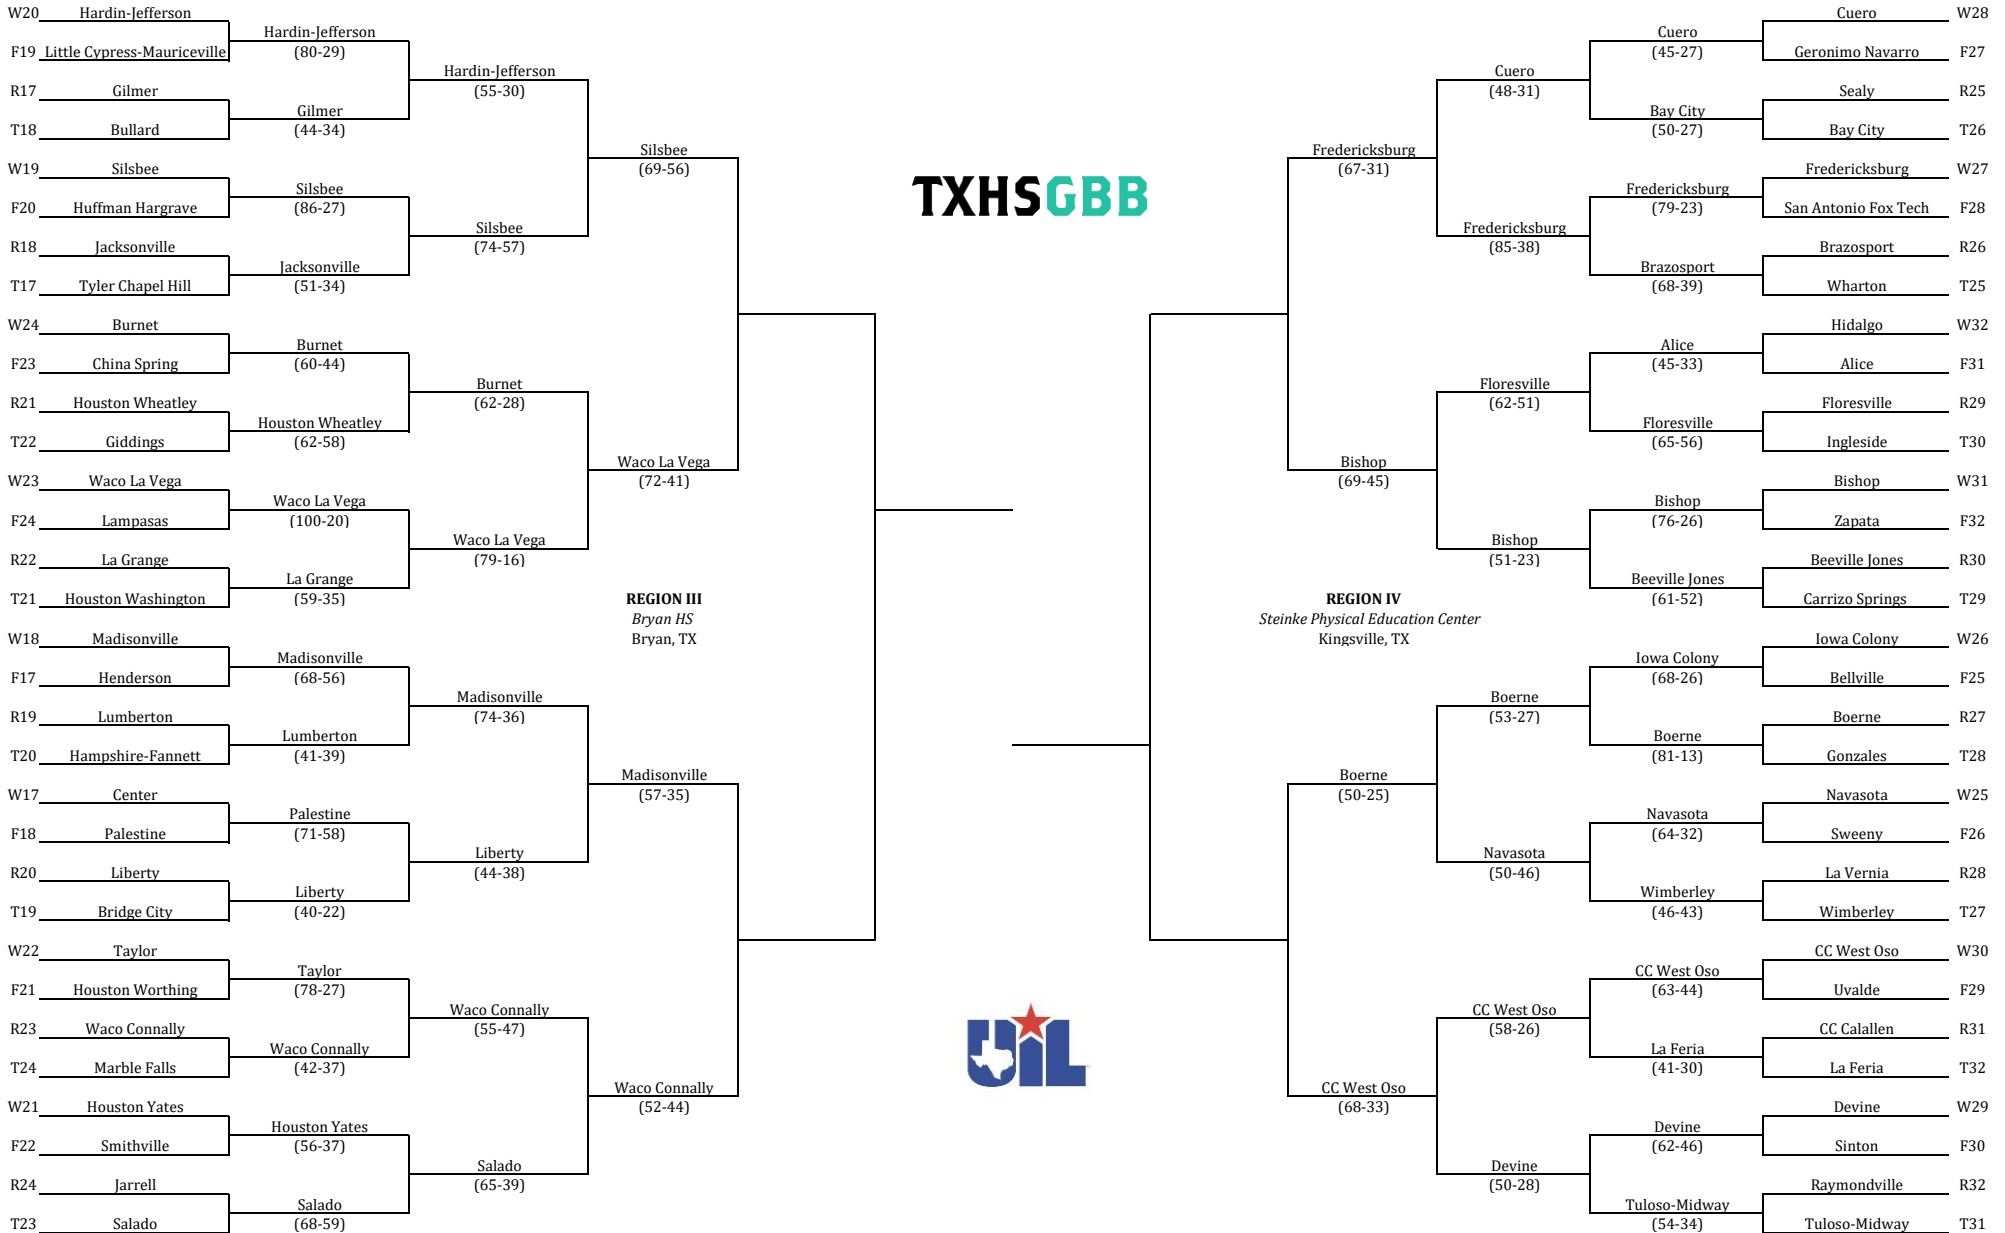 W20 Hardin-Jefferson
F19 Little Cypress-Mauriceville
Hardin-Jefferson
(80-29)
R17 Gilmer
T18 Bullard
Gilmer
(44-34)
Hardin-Jefferson
(55-30)
W19 Silsbee
F20 Huffman Hargrave
Silsbee
(86-27)
R18 Jacksonville
T17 Tyler Chapel Hill
Jacksonville
(51-34)
Silsbee
(74-57)
Silsbee
(69-56)
W24 Burnet
F23 China Spring
Burnet
(60-44)
R21 Houston Wheatley
T22 Giddings
Houston Wheatley
(62-58)
Burnet
(62-28)
W23 Waco La Vega
F24 Lampasas
Waco La Vega
(100-20)
R22 La Grange
T21 Houston Washington
La Grange
(59-35)
Waco La Vega
(79-16)
Waco La Vega
(72-41)
REGION III
Bryan HS
Bryan, TX
W18 Madisonville
F17 Henderson
Madisonville
(68-56)
R19 Lumberton
T20 Hampshire-Fannett
Lumberton
(41-39)
Madisonville
(74-36)
W17 Center
F18 Palestine
Palestine
(71-58)
R20 Liberty
T19 Bridge City
Liberty
(40-22)
Liberty
(44-38)
Madisonville
(57-35)
W22 Taylor
F21 Houston Worthing
Taylor
(78-27)
R23 Waco Connally
T24 Marble Falls
Waco Connally
(42-37)
Waco Connally
(55-47)
W21 Houston Yates
F22 Smithville
Houston Yates
(56-37)
R24 Jarrell
T23 Salado
Salado
(68-59)
Salado
(65-39)
Waco Connally
(52-44)
TXHSGBB
UIL
Cuero W28
Geronimo Navarro F27
Cuero
(45-27)
Sealy R25
Bay City T26
Bay City
(50-27)
Cuero
(48-31)
Fredericksburg W27
San Antonio Fox Tech F28
Fredericksburg
(79-23)
Brazosport R26
Wharton T25
Brazosport
(68-39)
Fredericksburg
(85-38)
Fredericksburg
(67-31)
Hidalgo W32
Alice F31
Alice
(45-33)
Floresville R29
Ingleside T30
Floresville
(65-56)
Floresville
(62-51)
Bishop W31
Zapata F32
Bishop
(76-26)
Beeville Jones R30
Carrizo Springs T29
Beeville Jones
(61-52)
Bishop
(51-23)
Bishop
(69-45)
REGION IV
Steinke Physical Education Center
Kingsville, TX
Iowa Colony W26
Bellville F25
Iowa Colony
(68-26)
Boerne R27
Gonzales T28
Boerne
(81-13)
Boerne
(53-27)
Navasota W25
Sweeny F26
Navasota
(64-32)
La Vernia R28
Wimberley T27
Wimberley
(46-43)
Navasota
(50-46)
Boerne
(50-25)
CC West Oso W30
Uvalde F29
CC West Oso
(63-44)
CC Calallen R31
La Feria T32
La Feria
(41-30)
CC West Oso
(58-26)
Devine W29
Sinton F30
Devine
(62-46)
Raymondville R32
Tuloso-Midway T31
Tuloso-Midway
(54-34)
Devine
(50-28)
CC West Oso
(68-33)